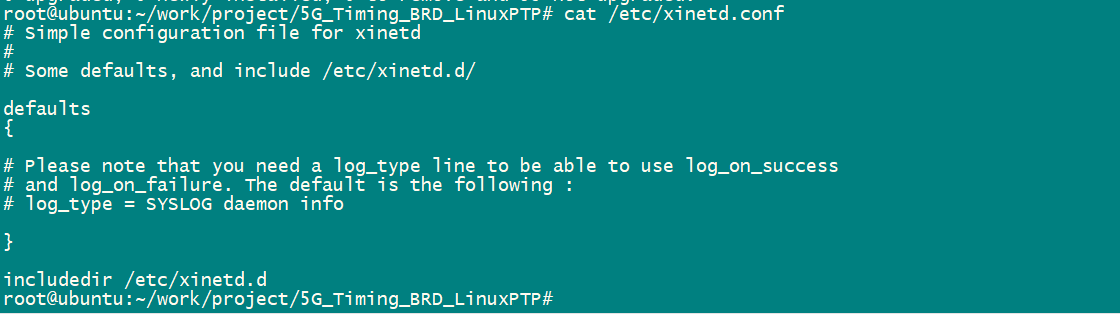 root@ubuntu:~/work/project/5G_Timing_BRD_LinuxPTP# cat /etc/xinetd.conf
# Simple configuration file for xinetd
#
# Some defaults, and include /etc/xinetd.d/
defaults
{
# Please note that you need a log_type line to be able to use log_on_success
# and log_on_failure. The default is the following :
# log_type = SYSLOG daemon info
}
includedir /etc/xinetd.d
root@ubuntu:~/work/project/5G_Timing_BRD_LinuxPTP#